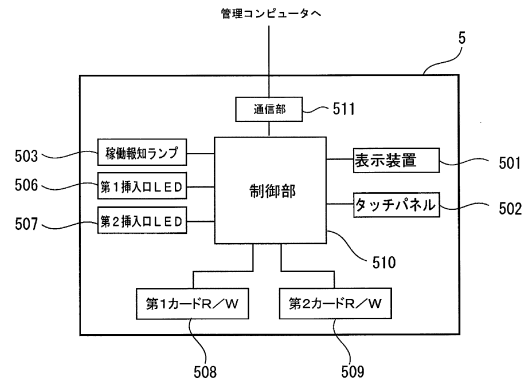 管理コンピュータへ
5
通信部
511
503
稼働報知ランプ
506
第1挿入口LED
507
第2挿入口LED
制御部
510
表示装置
501
タッチパネル
502
第1カードR/W
508
第2カードR/W
509